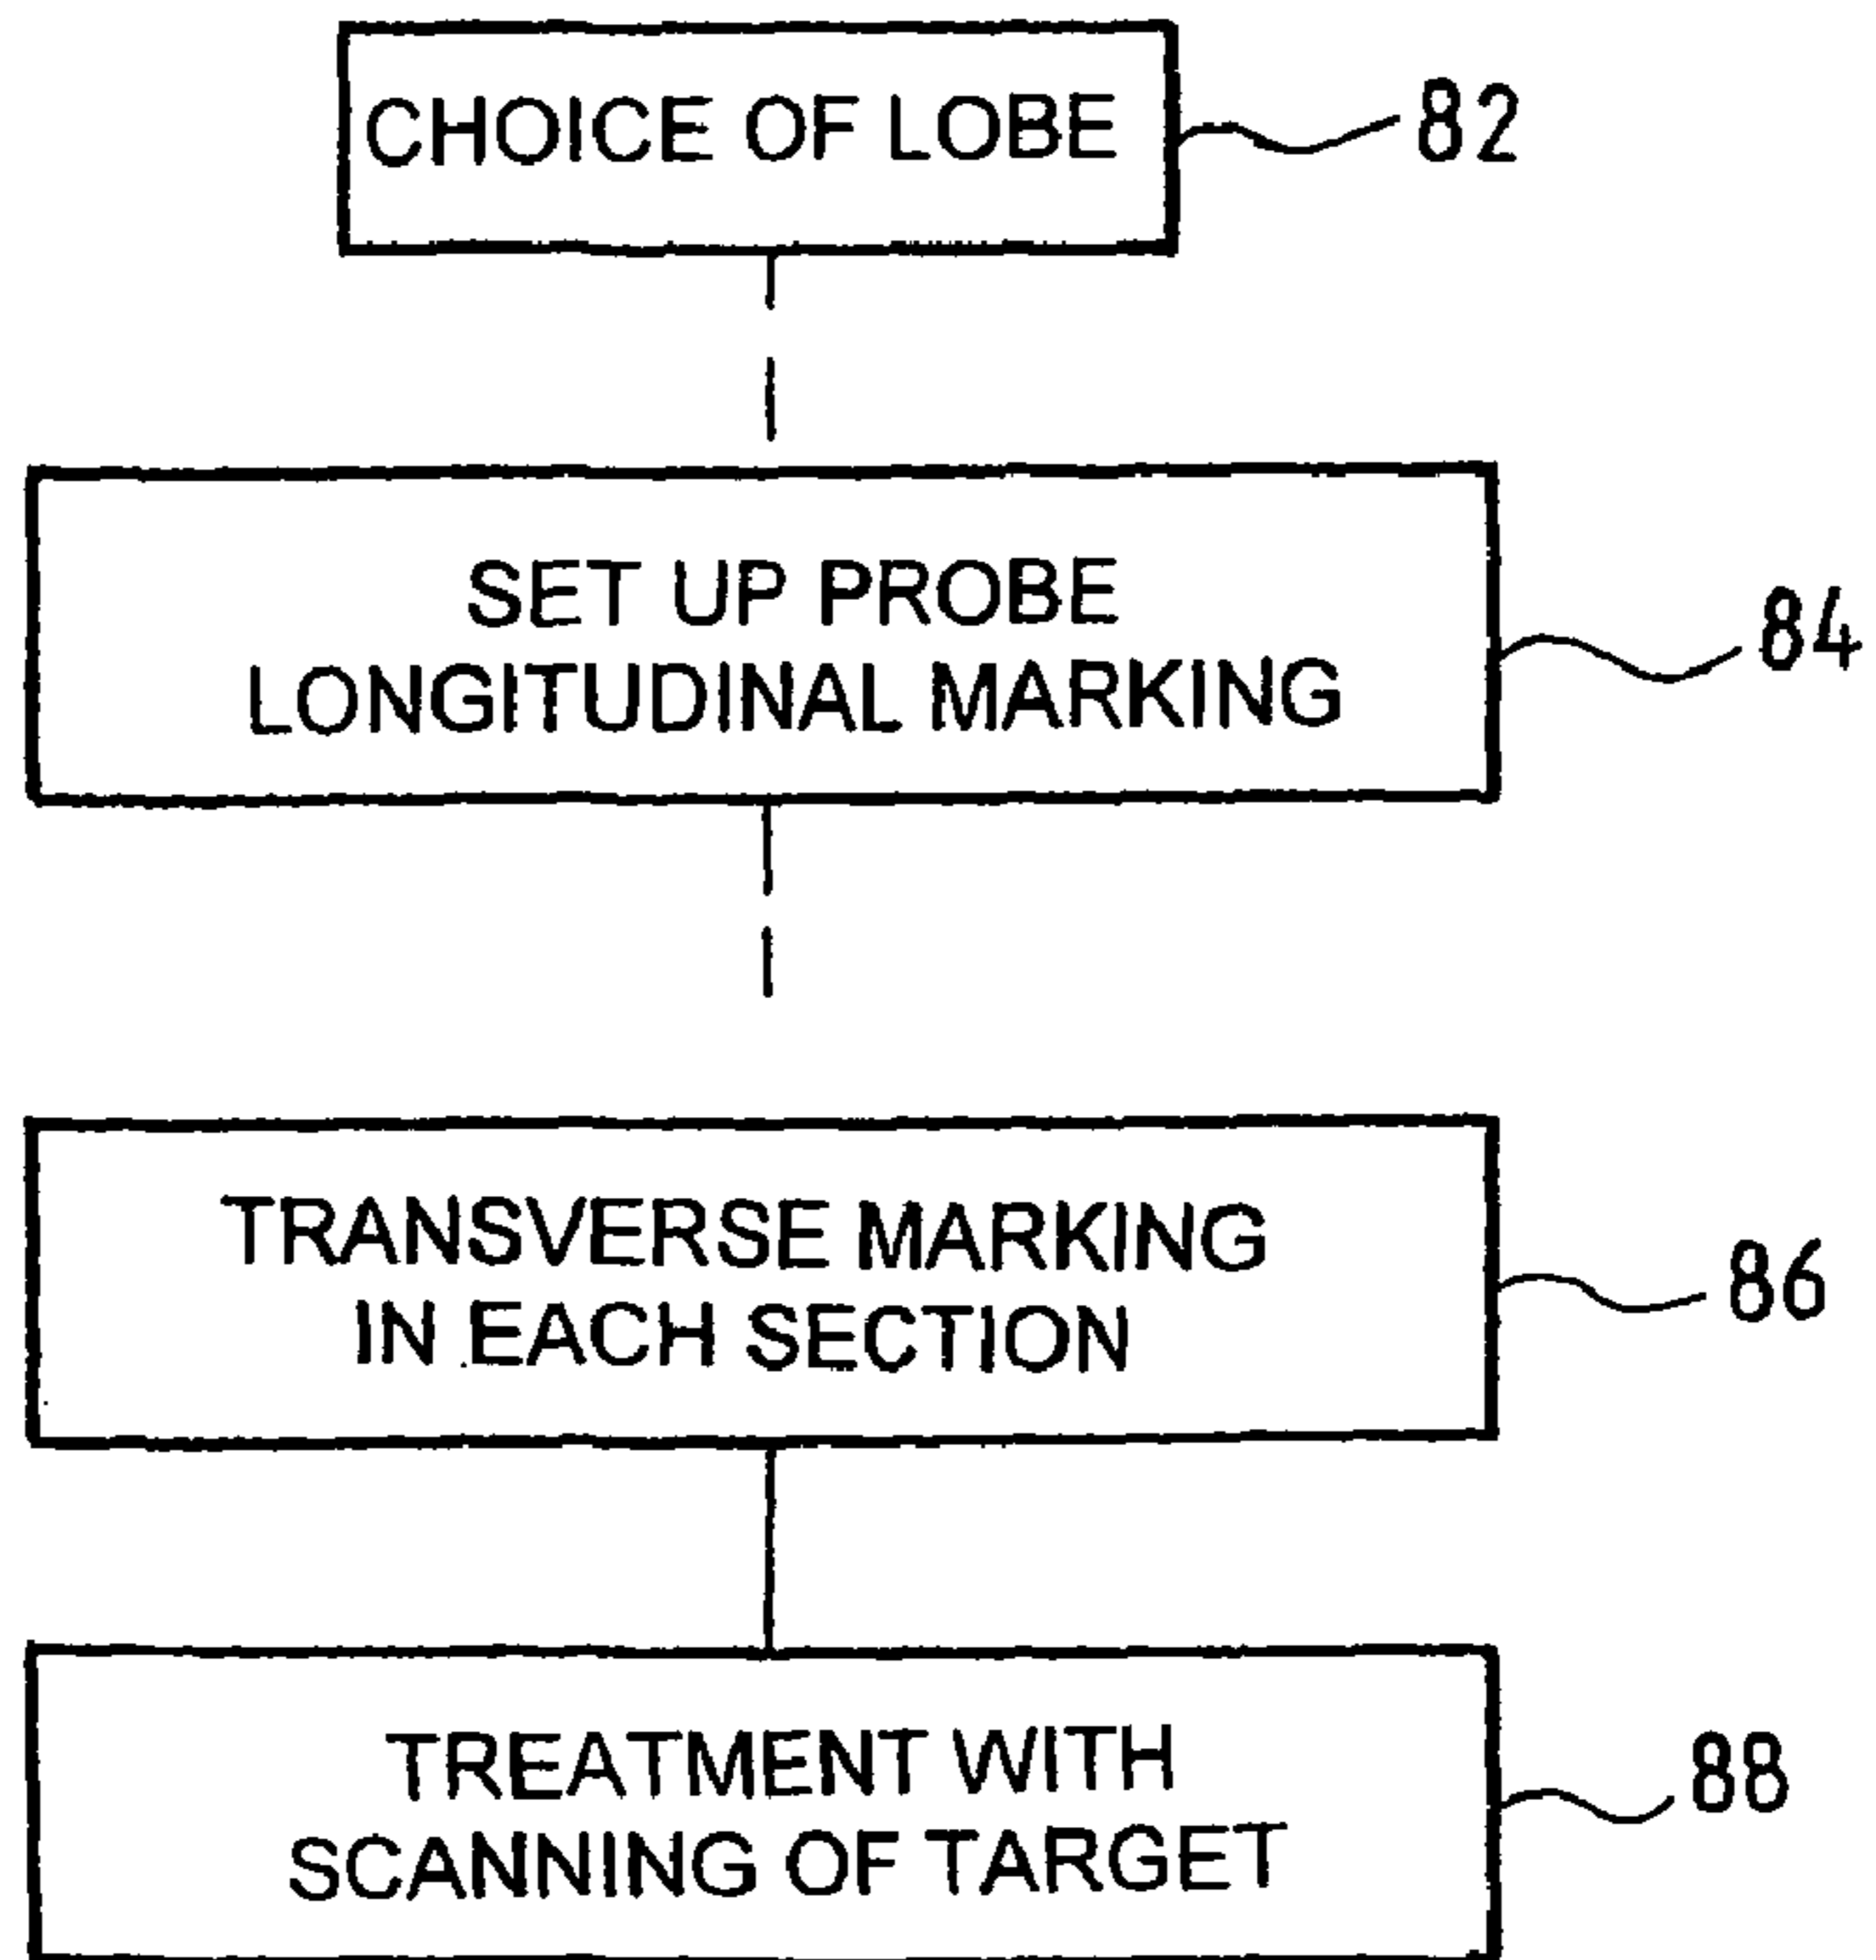 CHOICE OF LOBE
82
SET UP PROBE
LONGITUDINAL MARKING
84
TRANSVERSE MARKING
IN EACH SECTION
86
TREATMENT WITH
SCANNING OF TARGET
88